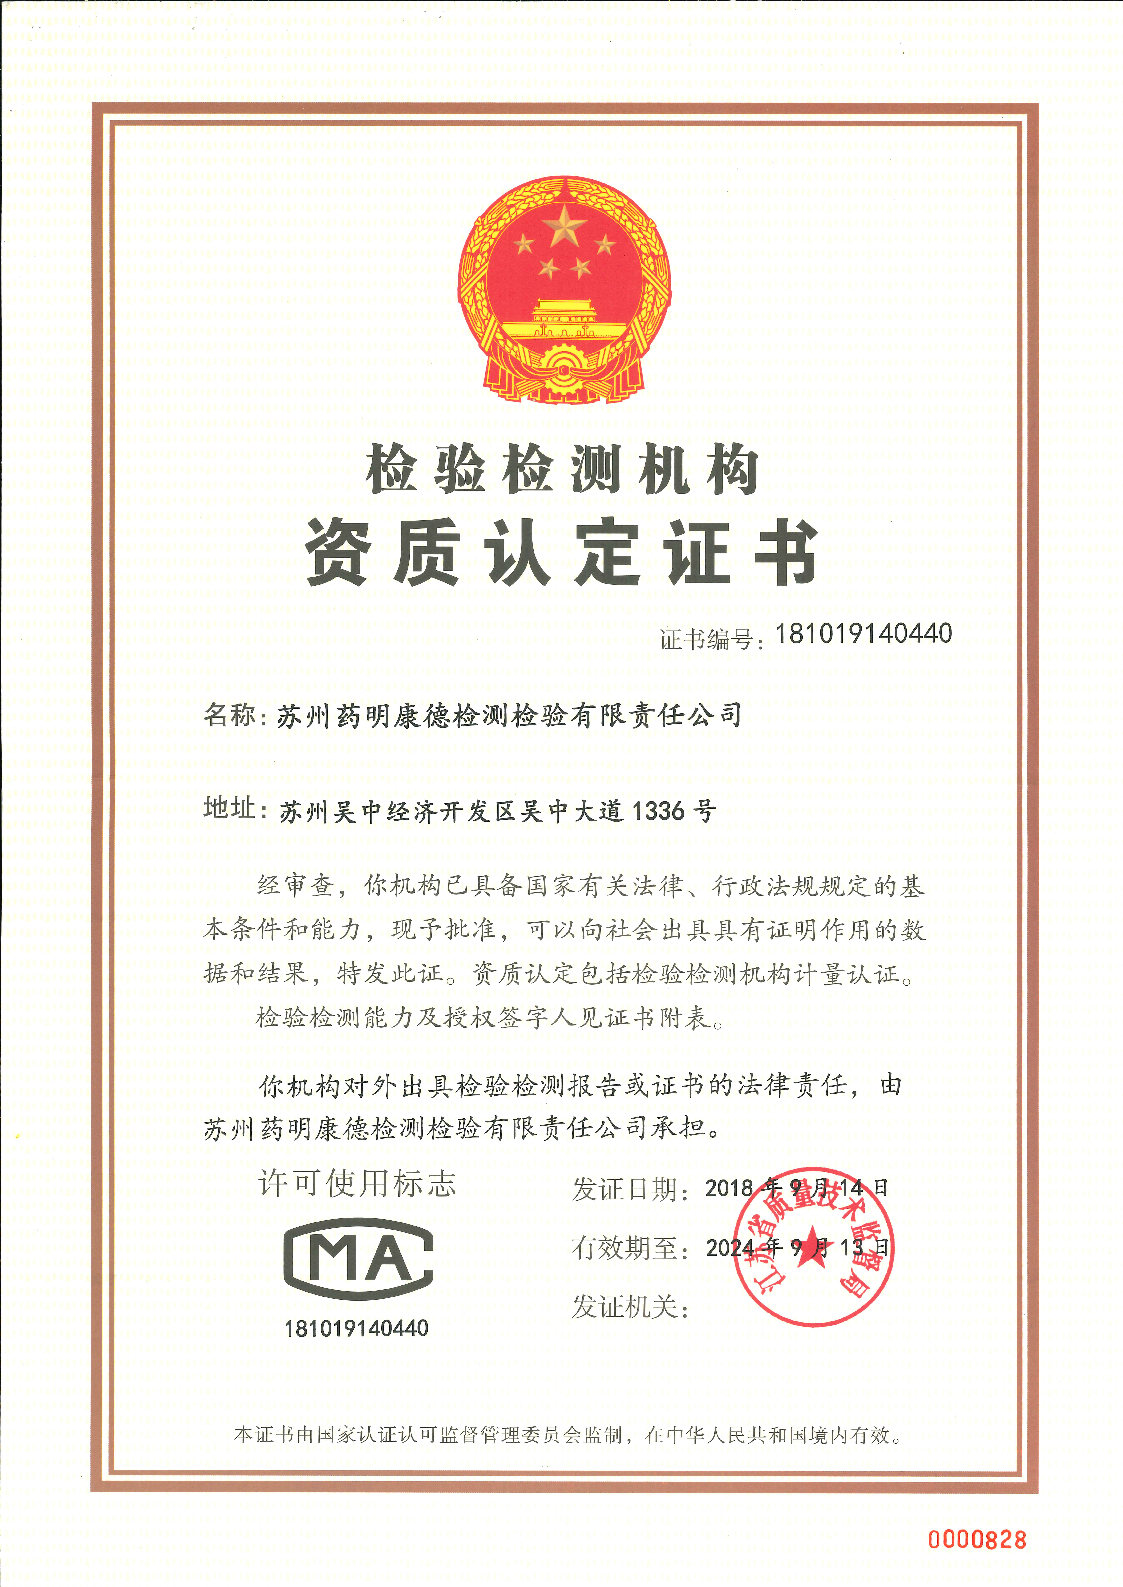 检验检测机构
资质认定证书
证书编号：181019140440
名称：苏州药明康德检测检验有限责任公司
地址：苏州吴中经济开发区吴中大道1336号
经审查，你机构已具备国家有关法律、行政法规规定的基
本条件和能力，现予批准，可以向社会出具具有证明作用的数
据和结果，特发此证。资质认定包括检验检测机构计量认证。
检验检测能力及授权签字人见证书附表。
你机构对外出具检验检测报告或证书的法律责任，由
苏州药明康德检测检验有限责任公司承担。
许可使用标志
MA
181019140440
发证日期：2018年9月14日
有效期至：2024年9月13日
发证机关：
江苏省质量技术监督局
本证书由国家认证认可监督管理委员会监制，在中华人民共和国境内有效。
0000828